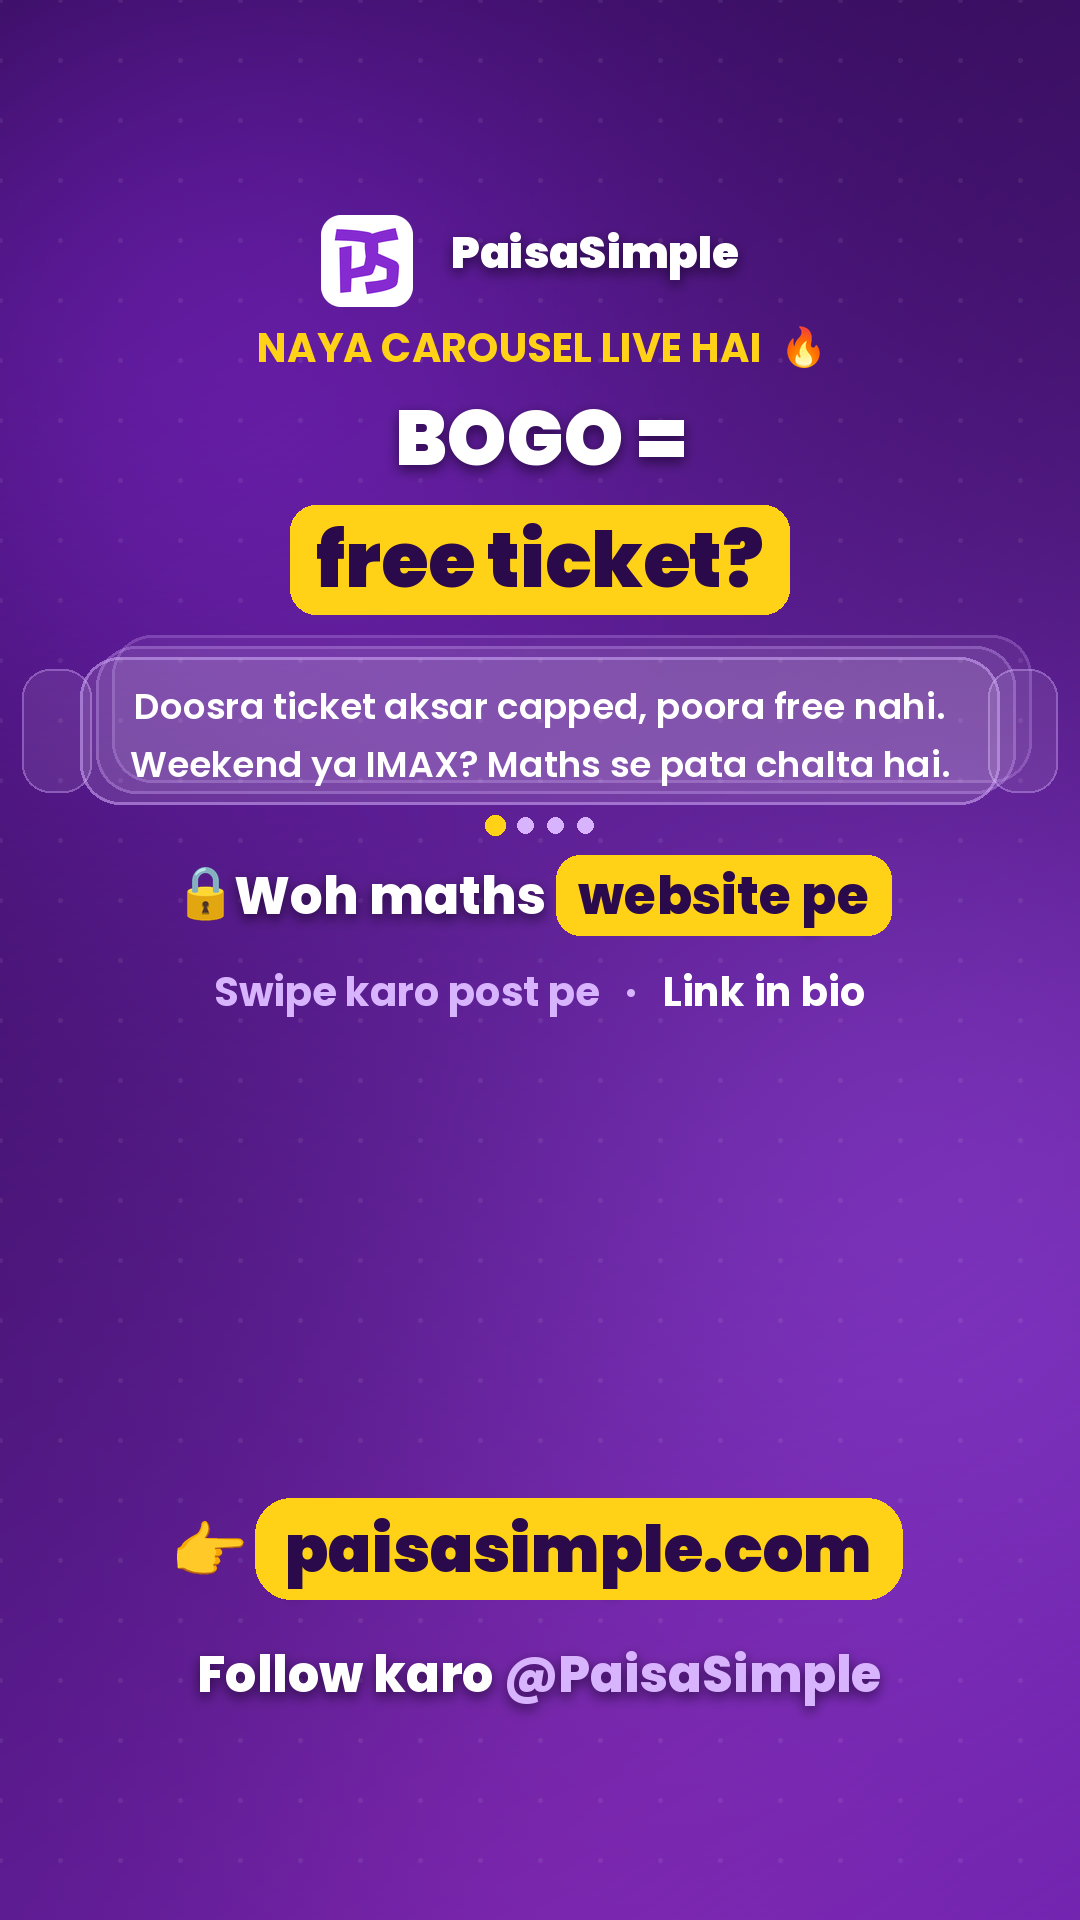 PS PaisaSimple
NAYA CAROUSEL LIVE HAI 🔥
BOGO =
free ticket?
Doosra ticket aksar capped, poora free nahi.
Weekend ya IMAX? Maths se pata chalta hai.
🔒Woh maths website pe
Swipe karo post pe · Link in bio
👉 paisasimple.com
Follow karo @PaisaSimple